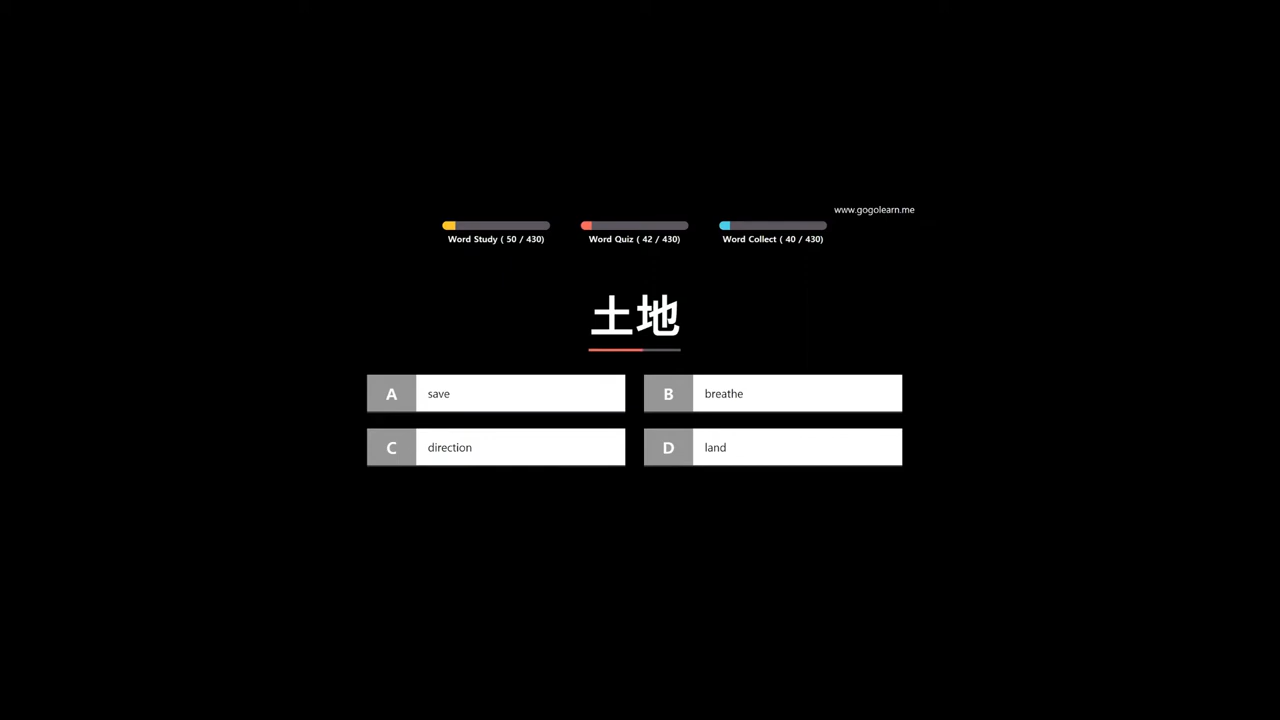 www.gogolearn.me
Word Study ( 50 / 430)
Word Quiz ( 42 / 430)
Word Collect ( 40 / 430)
土地
A save
B breathe
C direction
D land